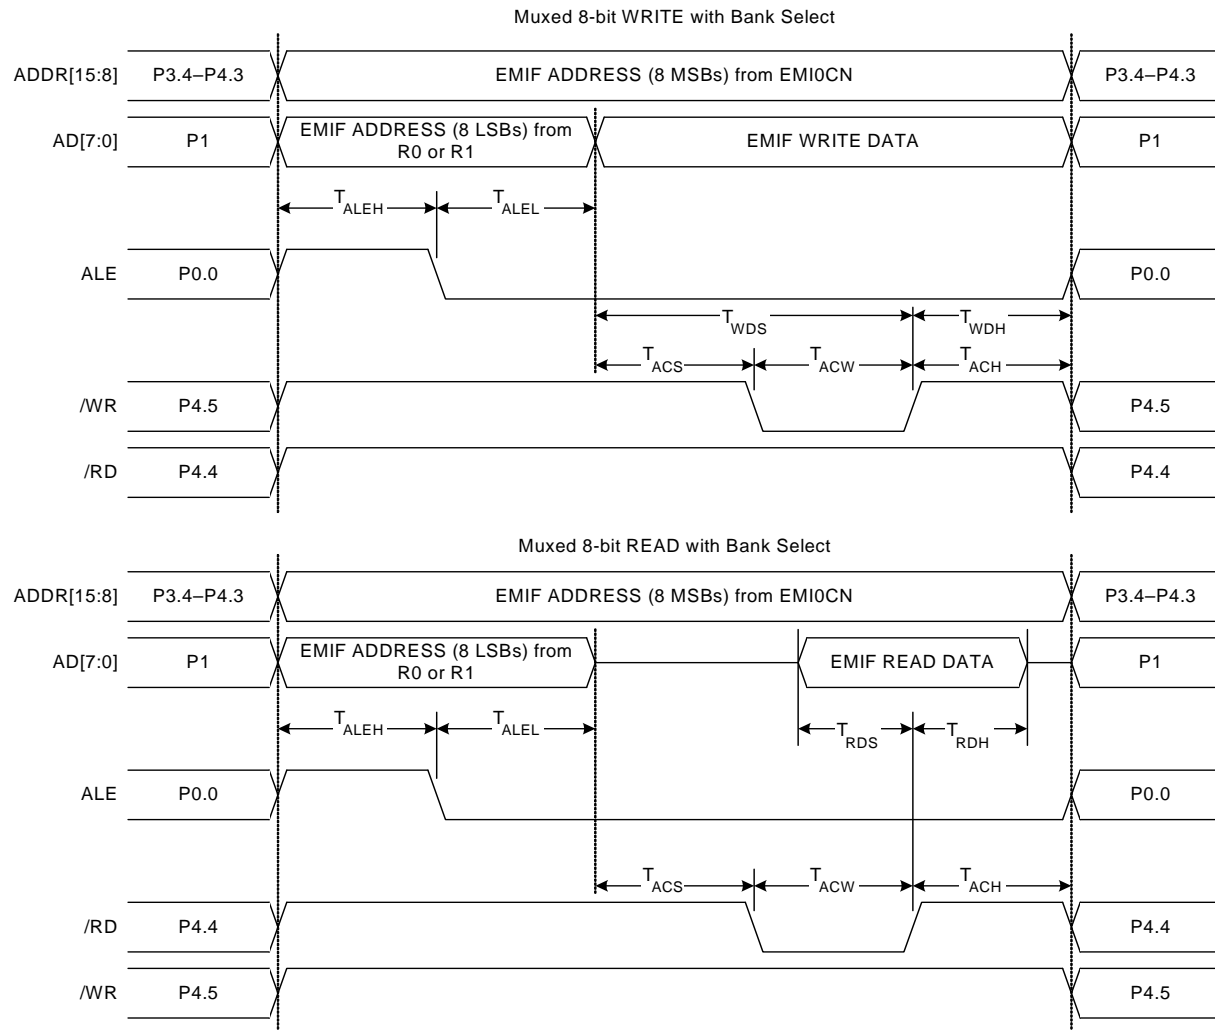 Muxed 8-bit WRITE with Bank Select
ADDR[15:8] P3.4–P4.3 EMIF ADDRESS (8 MSBs) from EMI0CN P3.4–P4.3
AD[7:0] P1 EMIF ADDRESS (8 LSBs) from R0 or R1 EMIF WRITE DATA P1
TALEH TALEL
ALE P0.0 P0.0
TWDS TWDH
TACS TACW TACH
/WR P4.5 P4.5
/RD P4.4 P4.4
Muxed 8-bit READ with Bank Select
ADDR[15:8] P3.4–P4.3 EMIF ADDRESS (8 MSBs) from EMI0CN P3.4–P4.3
AD[7:0] P1 EMIF ADDRESS (8 LSBs) from R0 or R1 EMIF READ DATA P1
TALEH TALEL TRDS TRDH
ALE P0.0 P0.0
TACS TACW TACH
/RD P4.4 P4.4
/WR P4.5 P4.5